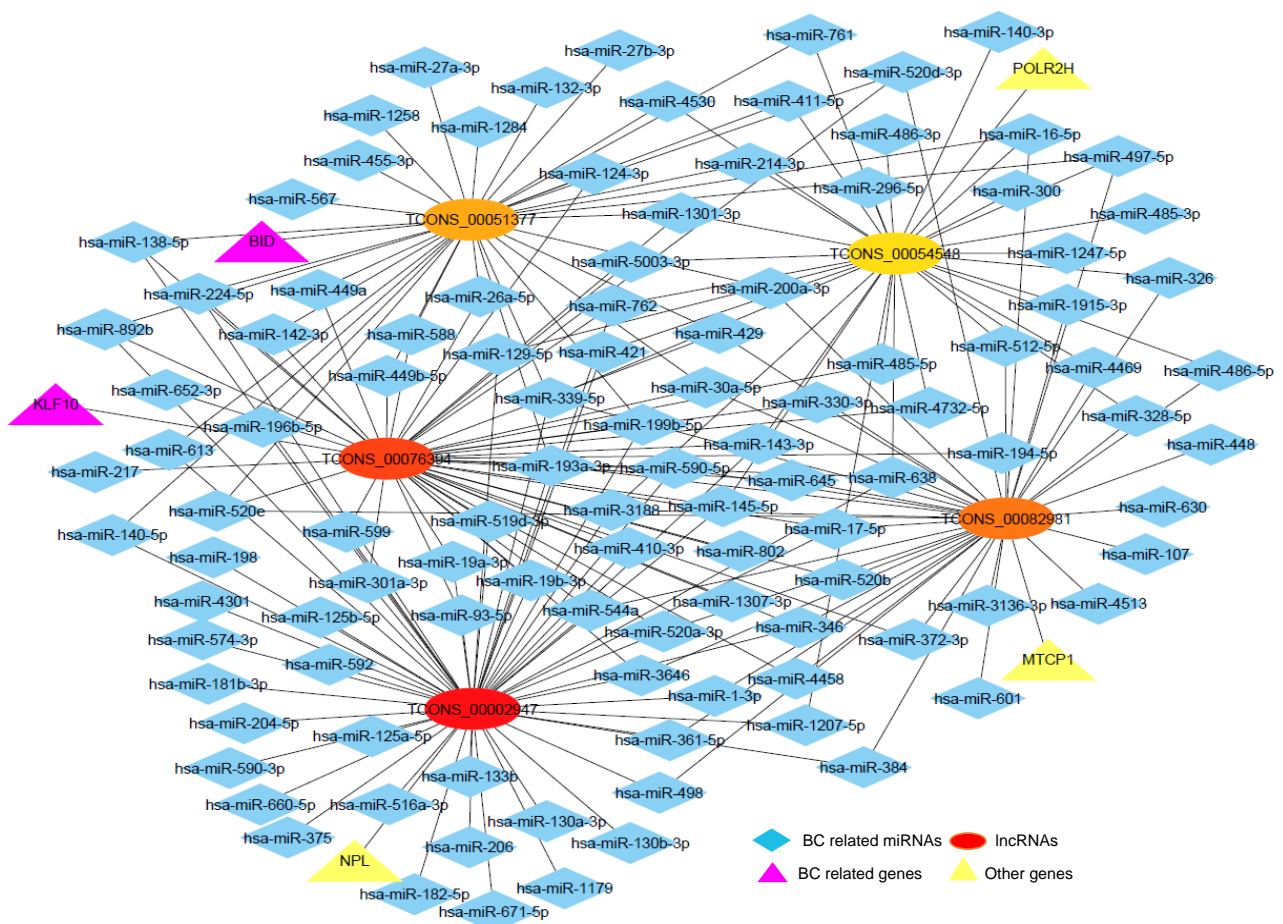 hsa-miR-140-3p
hsa-miR-761
hsa-miR-27b-3p
hsa-miR-27a-3p
POLR2H
hsa-miR-520d-3p
hsa-miR-132-3p
hsa-miR-4530
hsa-miR-411-5p
hsa-miR-1258
hsa-miR-1284
hsa-miR-486-3p
hsa-miR-16-5p
hsa-miR-455-3p
hsa-miR-497-5p
hsa-miR-214-3p
hsa-miR-124-3p
hsa-miR-296-5p
hsa-miR-300
hsa-miR-567
hsa-miR-1301-3p
hsa-miR-485-3p
TCONS_00051377
hsa-miR-138-5p
BID
TCONS_00054548
hsa-miR-1247-5p
hsa-miR-5003-3p
hsa-miR-326
hsa-miR-200a-3p
hsa-miR-224-5p
hsa-miR-449a
hsa-miR-26a-5p
hsa-miR-762
hsa-miR-1915-3p
hsa-miR-892b
hsa-miR-142-3p
hsa-miR-588
hsa-miR-429
hsa-miR-512-5p
hsa-miR-129-5p
hsa-miR-421
hsa-miR-485-5p
hsa-miR-4469
hsa-miR-486-5p
hsa-miR-449b-5p
hsa-miR-652-3p
hsa-miR-30a-5p
KLF10
hsa-miR-339-5p
hsa-miR-330-3p
hsa-miR-4732-5p
hsa-miR-328-5p
hsa-miR-196b-5p
hsa-miR-199b-5p
hsa-miR-613
hsa-miR-143-3p
hsa-miR-448
TCONS_00076394
hsa-miR-194-5p
hsa-miR-217
hsa-miR-193a-3p
hsa-miR-590-5p
hsa-miR-645
hsa-miR-638
hsa-miR-520e
hsa-miR-3188
hsa-miR-145-5p
hsa-miR-630
TCONS_00082981
hsa-miR-519d-3p
hsa-miR-140-5p
hsa-miR-599
hsa-miR-17-5p
hsa-miR-410-3p
hsa-miR-802
hsa-miR-107
hsa-miR-198
hsa-miR-19a-3p
hsa-miR-301a-3p
hsa-miR-19b-3p
hsa-miR-520b
hsa-miR-4301
hsa-miR-125b-5p
hsa-miR-93-5p
hsa-miR-544a
hsa-miR-1307-3p
hsa-miR-3136-3p
hsa-miR-4513
hsa-miR-574-3p
hsa-miR-520a-3p
hsa-miR-346
hsa-miR-372-3p
hsa-miR-592
MTCP1
hsa-miR-181b-3p
hsa-miR-3646
hsa-miR-4458
hsa-miR-1-3p
hsa-miR-601
TCONS_00002947
hsa-miR-204-5p
hsa-miR-1207-5p
hsa-miR-125a-5p
hsa-miR-361-5p
hsa-miR-590-3p
hsa-miR-384
hsa-miR-133b
hsa-miR-498
hsa-miR-660-5p
hsa-miR-516a-3p
hsa-miR-130a-3p
hsa-miR-375
hsa-miR-130b-3p
hsa-miR-206
BC related miRNAs
lncRNAs
NPL
BC related genes
Other genes
hsa-miR-182-5p
hsa-miR-1179
hsa-miR-671-5p